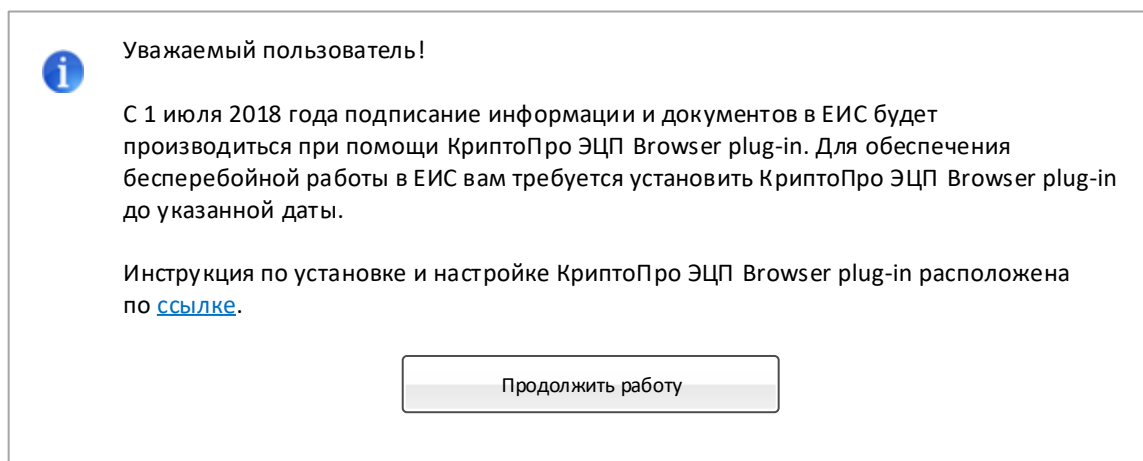 Уважаемый пользователь!
С 1 июля 2018 года подписание информации и документов в ЕИС будет
производиться при помощи КриптоПро ЭЦП Browser plug-in. Для обеспечения
бесперебойной работы в ЕИС вам требуется установить КриптоПро ЭЦП Browser plug-in
до указанной даты.
Инструкция по установке и настройке КриптоПро ЭЦП Browser plug-in расположена
по ссылке.
Продолжить работу